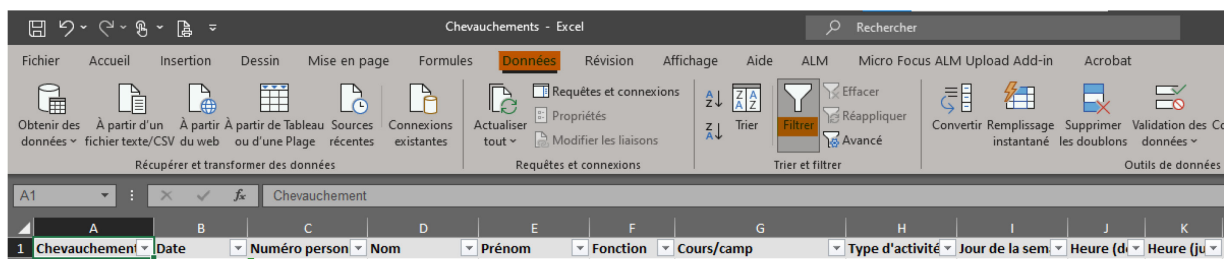 Chevauchements - Excel
Rechercher
Fichier Accueil Insertion Dessin Mise en page Formules Données Révision Affichage Aide ALM Micro Focus ALM Upload Add-in Acrobat
Obtenir des données
À partir d'un fichier texte/CSV
À partir du web
À partir de Tableau ou d'une Plage
Sources récentes
Connexions existantes
Récupérer et transformer des données
Actualiser tout
Requêtes et connexions
Propriétés
Modifier les liaisons
Requêtes et connexions
Trier
Filtrer
Effacer
Réappliquer
Avancé
Trier et filtrer
Convertir
Remplissage instantané
Supprimer les doublons
Validation des données
Co
Outils de données
A1 fx Chevauchement
A B C D E F G H I J K
1 Chevauchement Date Numéro person Nom Prénom Fonction Cours/camp Type d'activité Jour de la sem Heure (d Heure (ju